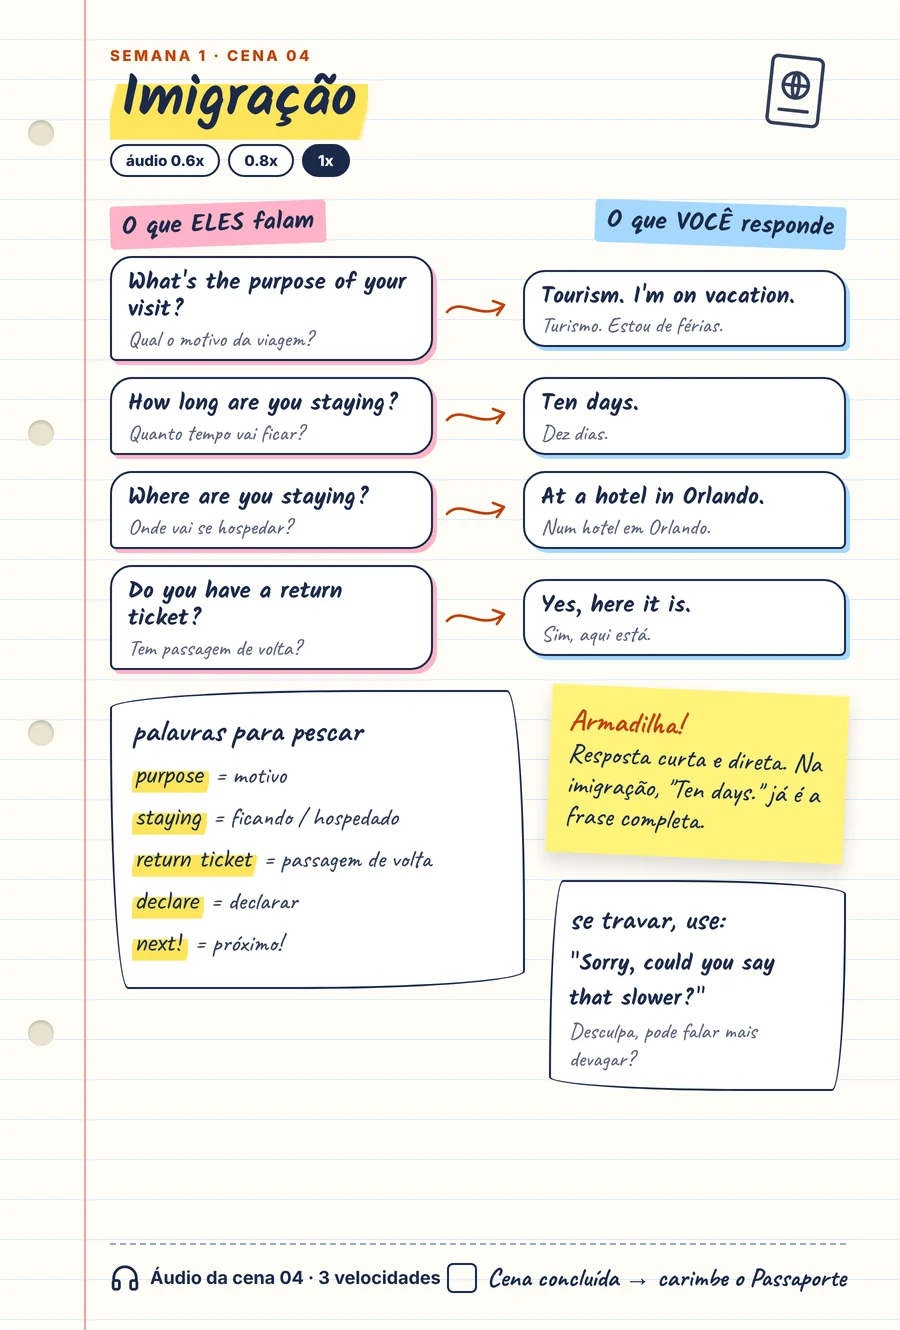 SEMANA 1 · CENA 04
Imigração
áudio 0.6x
0.8x
1x
O que ELES falam
O que VOCÊ responde
What's the purpose of your
visit?
Qual o motivo da viagem?
Tourism. I'm on vacation.
Turismo. Estou de férias.
How long are you staying?
Quanto tempo vai ficar?
Ten days.
Dez dias.
Where are you staying?
Onde vai se hospedar?
At a hotel in Orlando.
Num hotel em Orlando.
Do you have a return
ticket?
Tem passagem de volta?
Yes, here it is.
Sim, aqui está.
palavras para pescar
purpose = motivo
staying = ficando / hospedado
return ticket = passagem de volta
declare = declarar
next! = próximo!
Armadilha!
Resposta curta e direta. Na
imigração, "Ten days." já é a
frase completa.
se travar, use:
"Sorry, could you say
that slower?"
Desculpa, pode falar mais
devagar?
Áudio da cena 04 · 3 velocidades
Cena concluída → carimbe o Passaporte